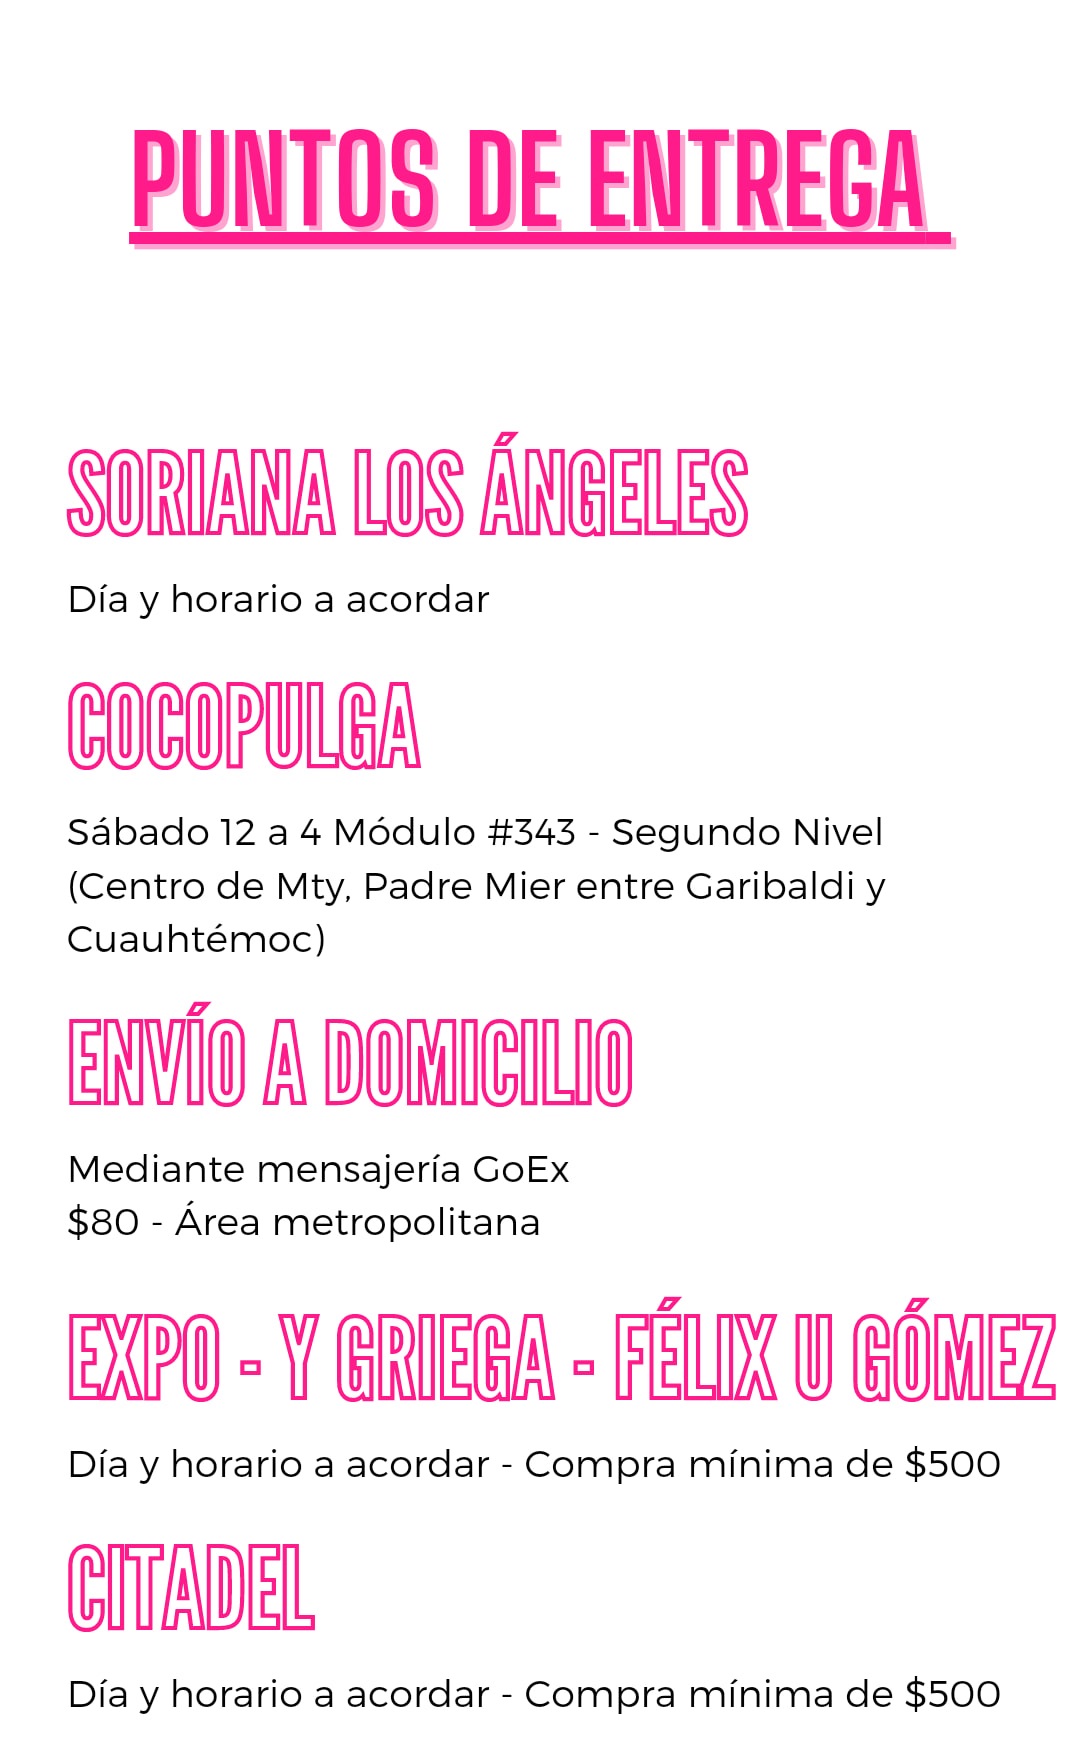 PUNTOS DE ENTREGA
SORIANA LOS ÁNGELES
Día y horario a acordar
COCOPULGA
Sábado 12 a 4 Módulo #343 - Segundo Nivel
(Centro de Mty, Padre Mier entre Garibaldi y
Cuauhtémoc)
ENVÍO A DOMICILIO
Mediante mensajería GoEx
$80 - Área metropolitana
EXPO - Y GRIEGA - FÉLIX U GÓMEZ
Día y horario a acordar - Compra mínima de $500
CITADEL
Día y horario a acordar - Compra mínima de $500